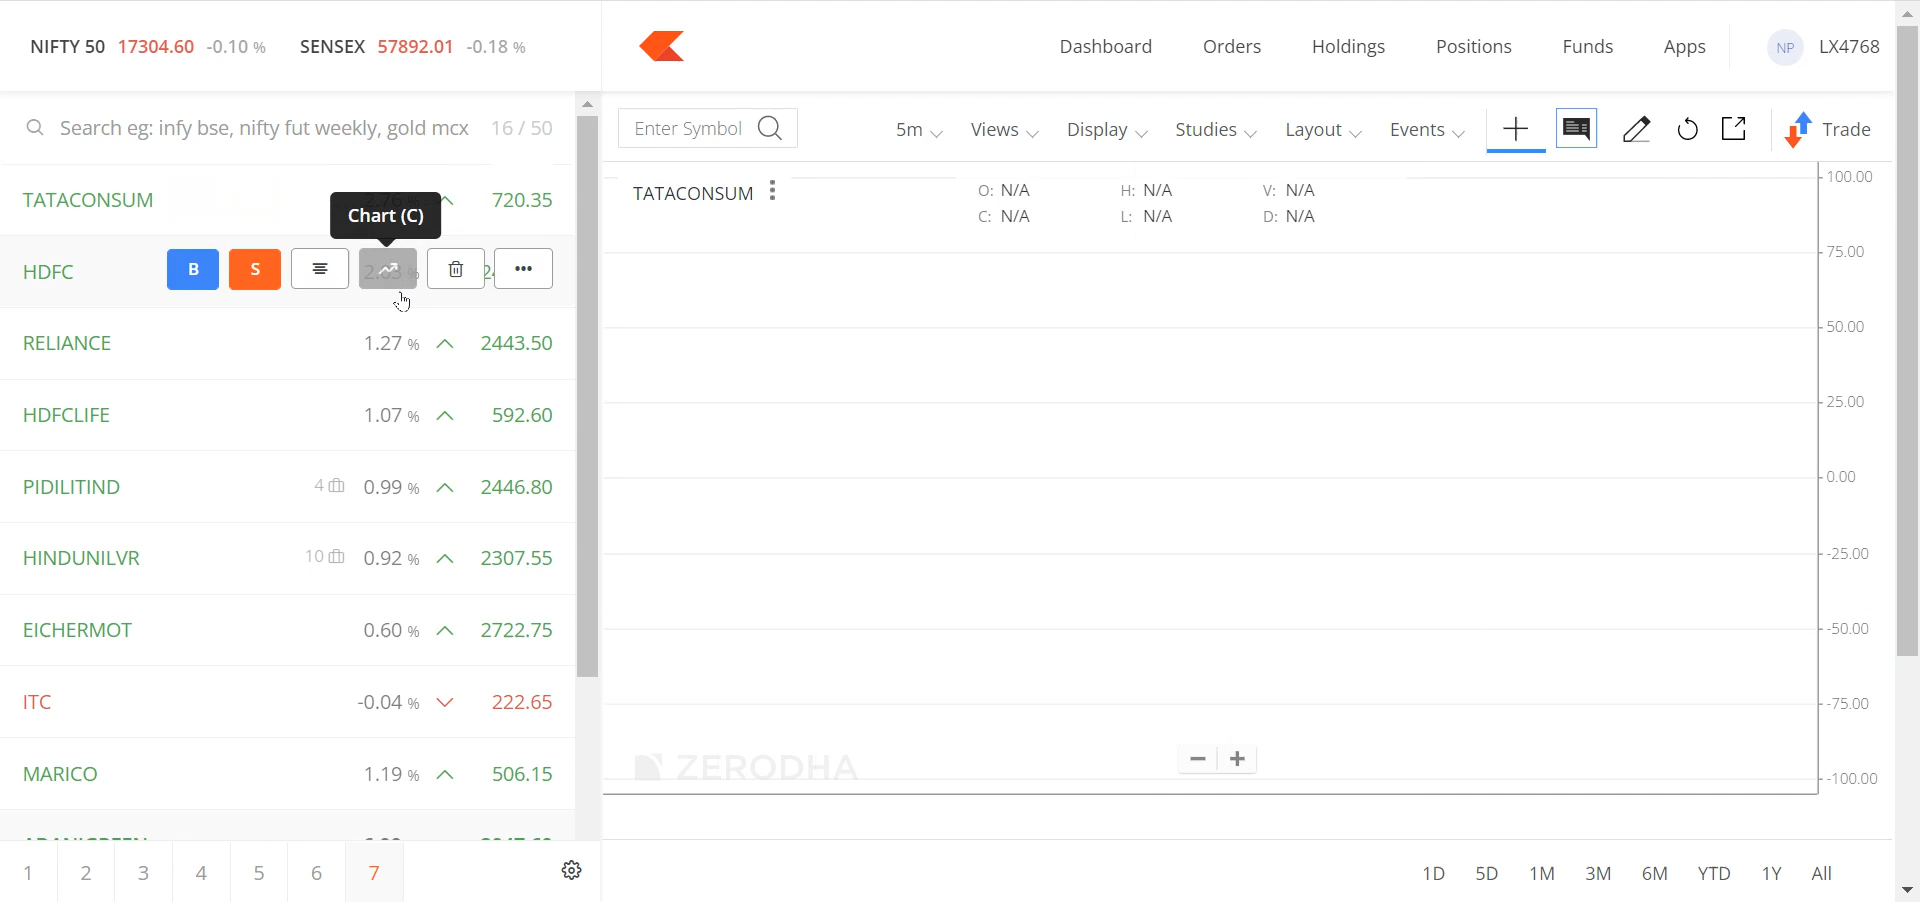 NIFTY 50 17304.60 -0.10 % SENSEX 57892.01 -0.18 %
Dashboard Orders Holdings Positions Funds Apps NP LX4768
Search eg: infy bse, nifty fut weekly, gold mcx 16 / 50
Enter Symbol 5m Views Display Studies Layout Events Trade
TATACONSUM 720.35
Chart (C)
HDFC B S
RELIANCE 1.27 % 2443.50
HDFCLIFE 1.07 % 592.60
PIDILITIND 4 0.99 % 2446.80
HINDUNILVR 10 0.92 % 2307.55
EICHERMOT 0.60 % 2722.75
ITC -0.04 % 222.65
MARICO 1.19 % 506.15
1 2 3 4 5 6 7
TATACONSUM O: N/A H: N/A V: N/A
C: N/A L: N/A D: N/A
100.00
75.00
50.00
25.00
0.00
-25.00
-50.00
-75.00
-100.00
ZERODHA
1D 5D 1M 3M 6M YTD 1Y All